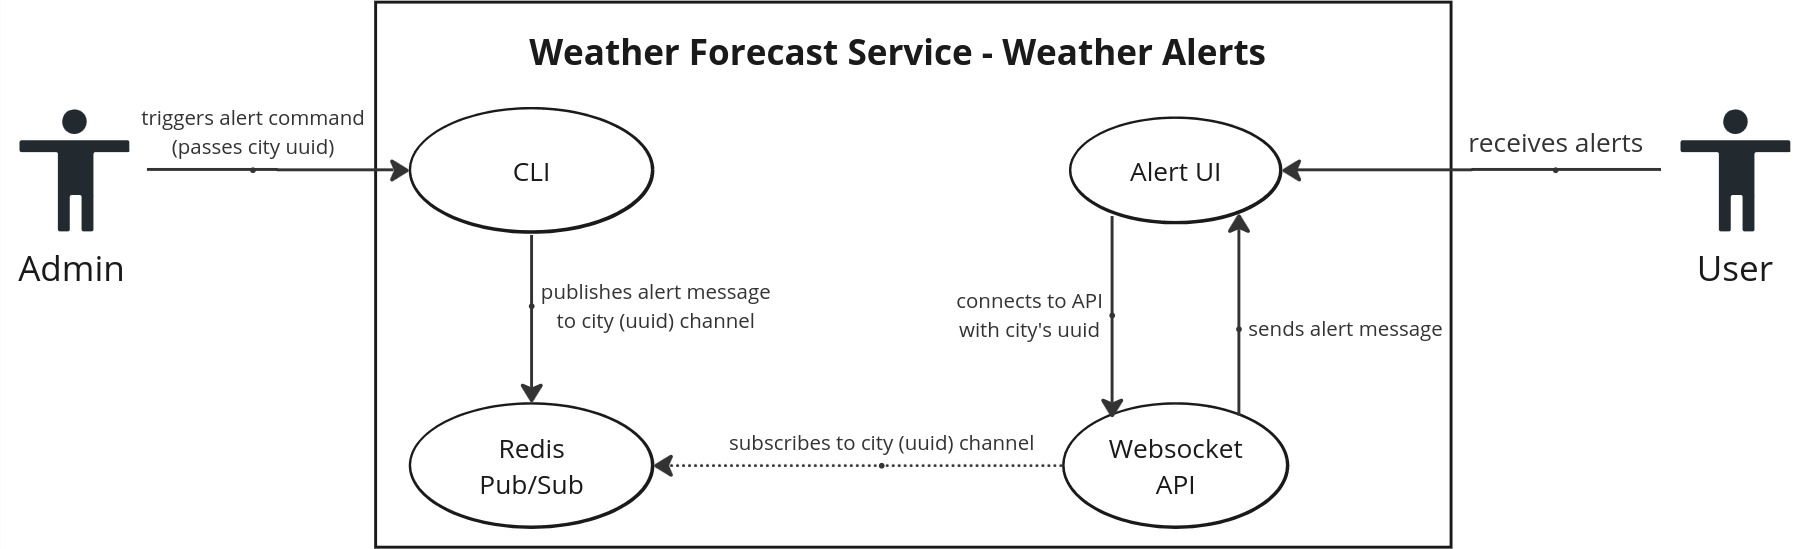 Weather Forecast Service - Weather Alerts
triggers alert command
(passes city uuid)
Admin
CLI
Alert UI
receives alerts
User
publishes alert message
to city (uuid) channel
connects to API
with city's uuid
sends alert message
Redis
Pub/Sub
subscribes to city (uuid) channel
Websocket
API